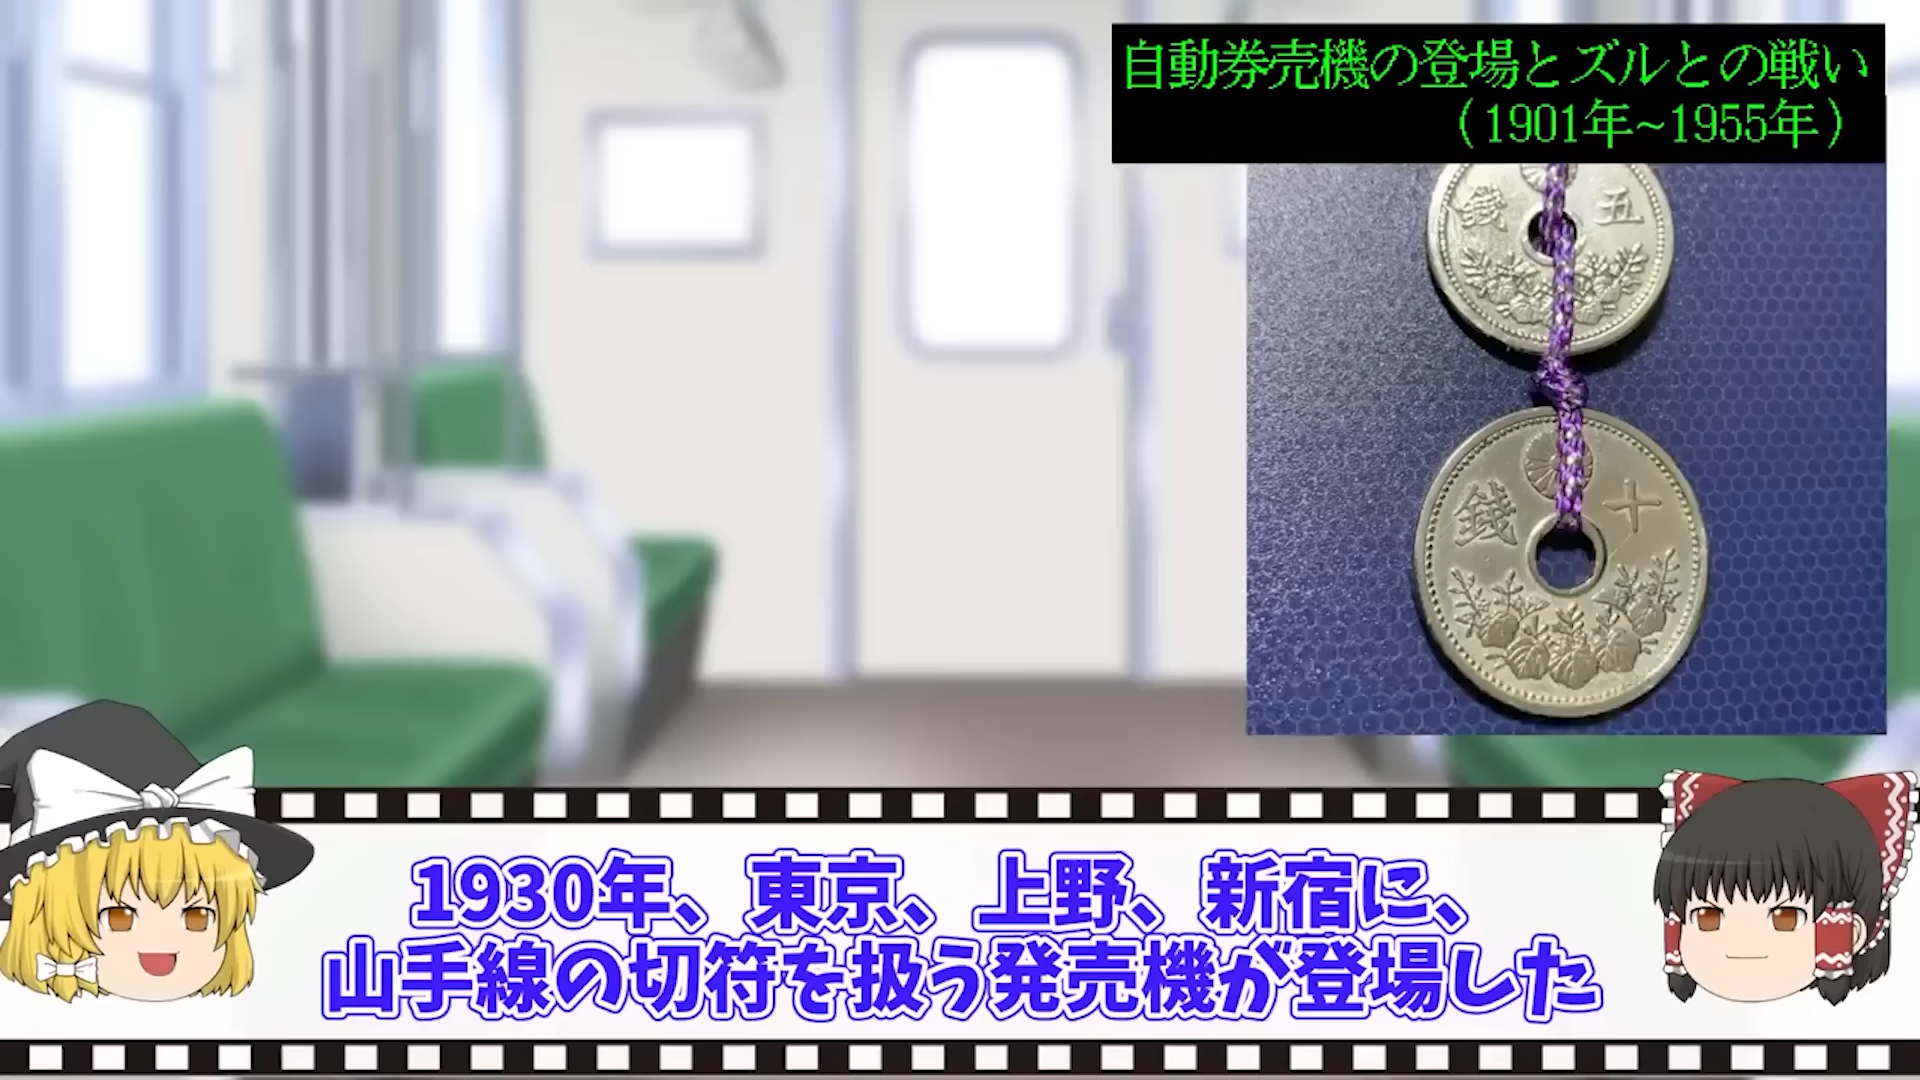 自動券売機の登場とズルとの戦い
（1901年~1955年）
銭 五
銭 十
1930年、東京、上野、新宿に、
山手線の切符を扱う発売機が登場した